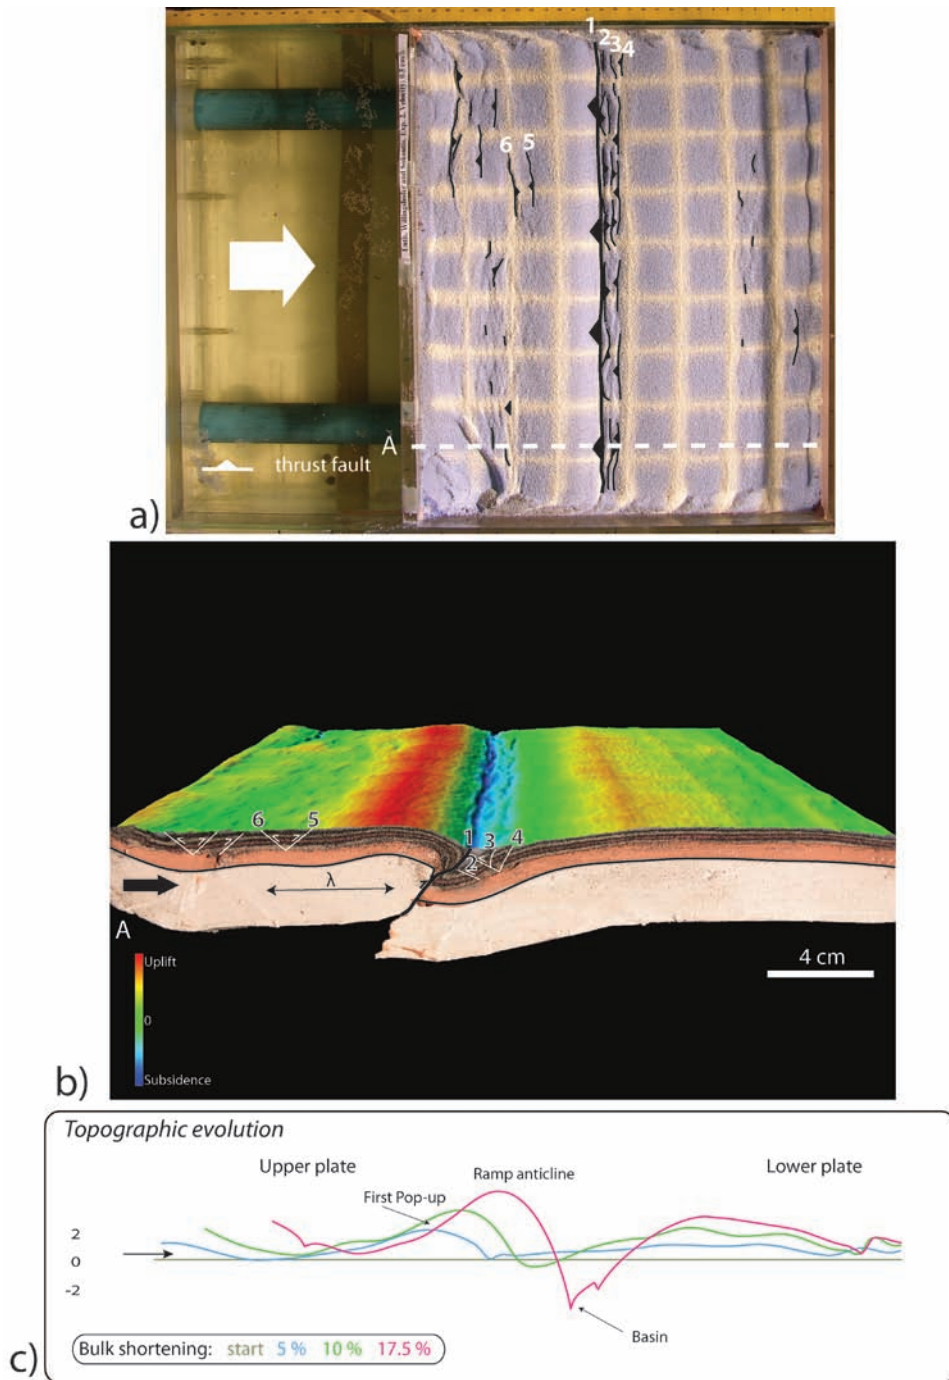 1
2
3
4
6
5
A
thrust fault
a)
6
5
1
3
4
2
λ
A
Uplift
0
Subsidence
4 cm
b)
Topographic evolution
Upper plate
Ramp anticline
Lower plate
First Pop-up
2
0
-2
Basin
Bulk shortening: start 5 % 10 % 17.5 %
c)